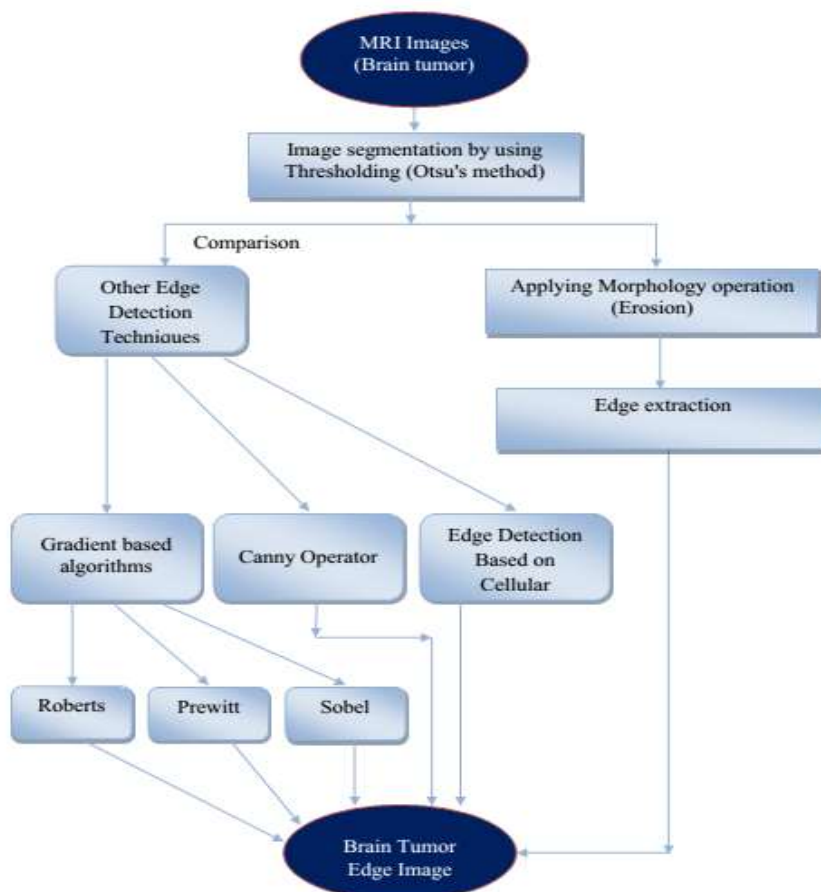 MRI Images
(Brain tumor)
Image segmentation by using
Thresholding (Otsu's method)
Comparison
Other Edge
Detection
Techniques
Applying Morphology operation
(Erosion)
Edge extraction
Gradient based
algorithms
Canny Operator
Edge Detection
Based on
Cellular
Roberts
Prewitt
Sobel
Brain Tumor
Edge Image